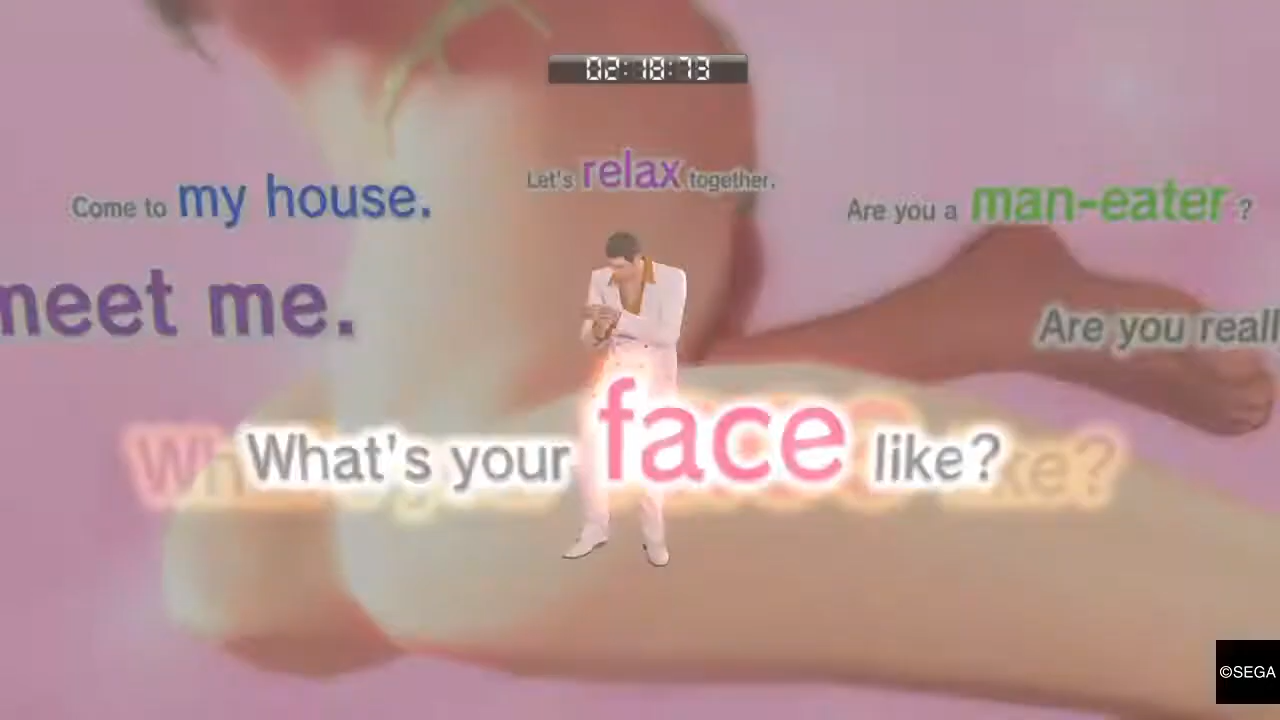 02:18:73
Let's relax together.
Come to my house.
Are you a man-eater?
meet me.
Are you reall
What's your face like?
©SEGA